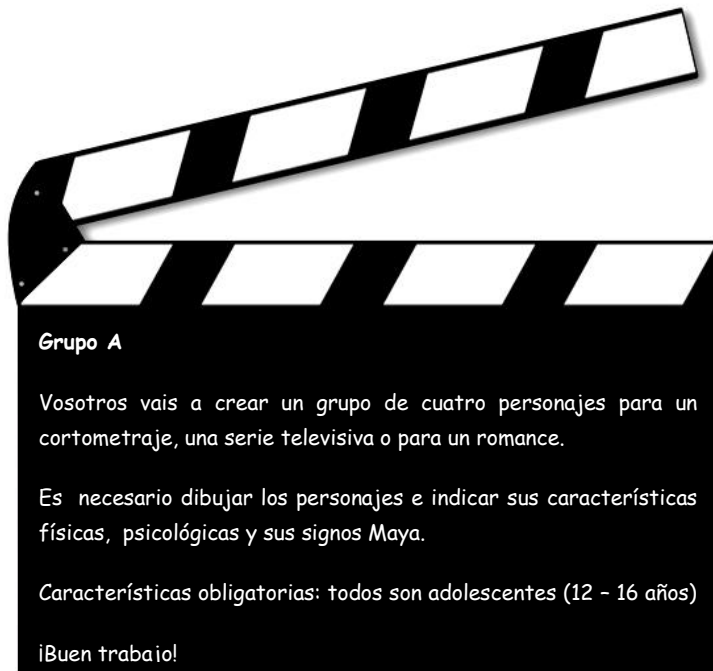 Grupo A
Vosotros vais a crear un grupo de cuatro personajes para un
cortometraje, una serie televisiva o para un romance.
Es necesario dibujar los personajes e indicar sus características
físicas, psicológicas y sus signos Maya.
Características obligatorias: todos son adolescentes (12 – 16 años)
¡Buen trabajo!